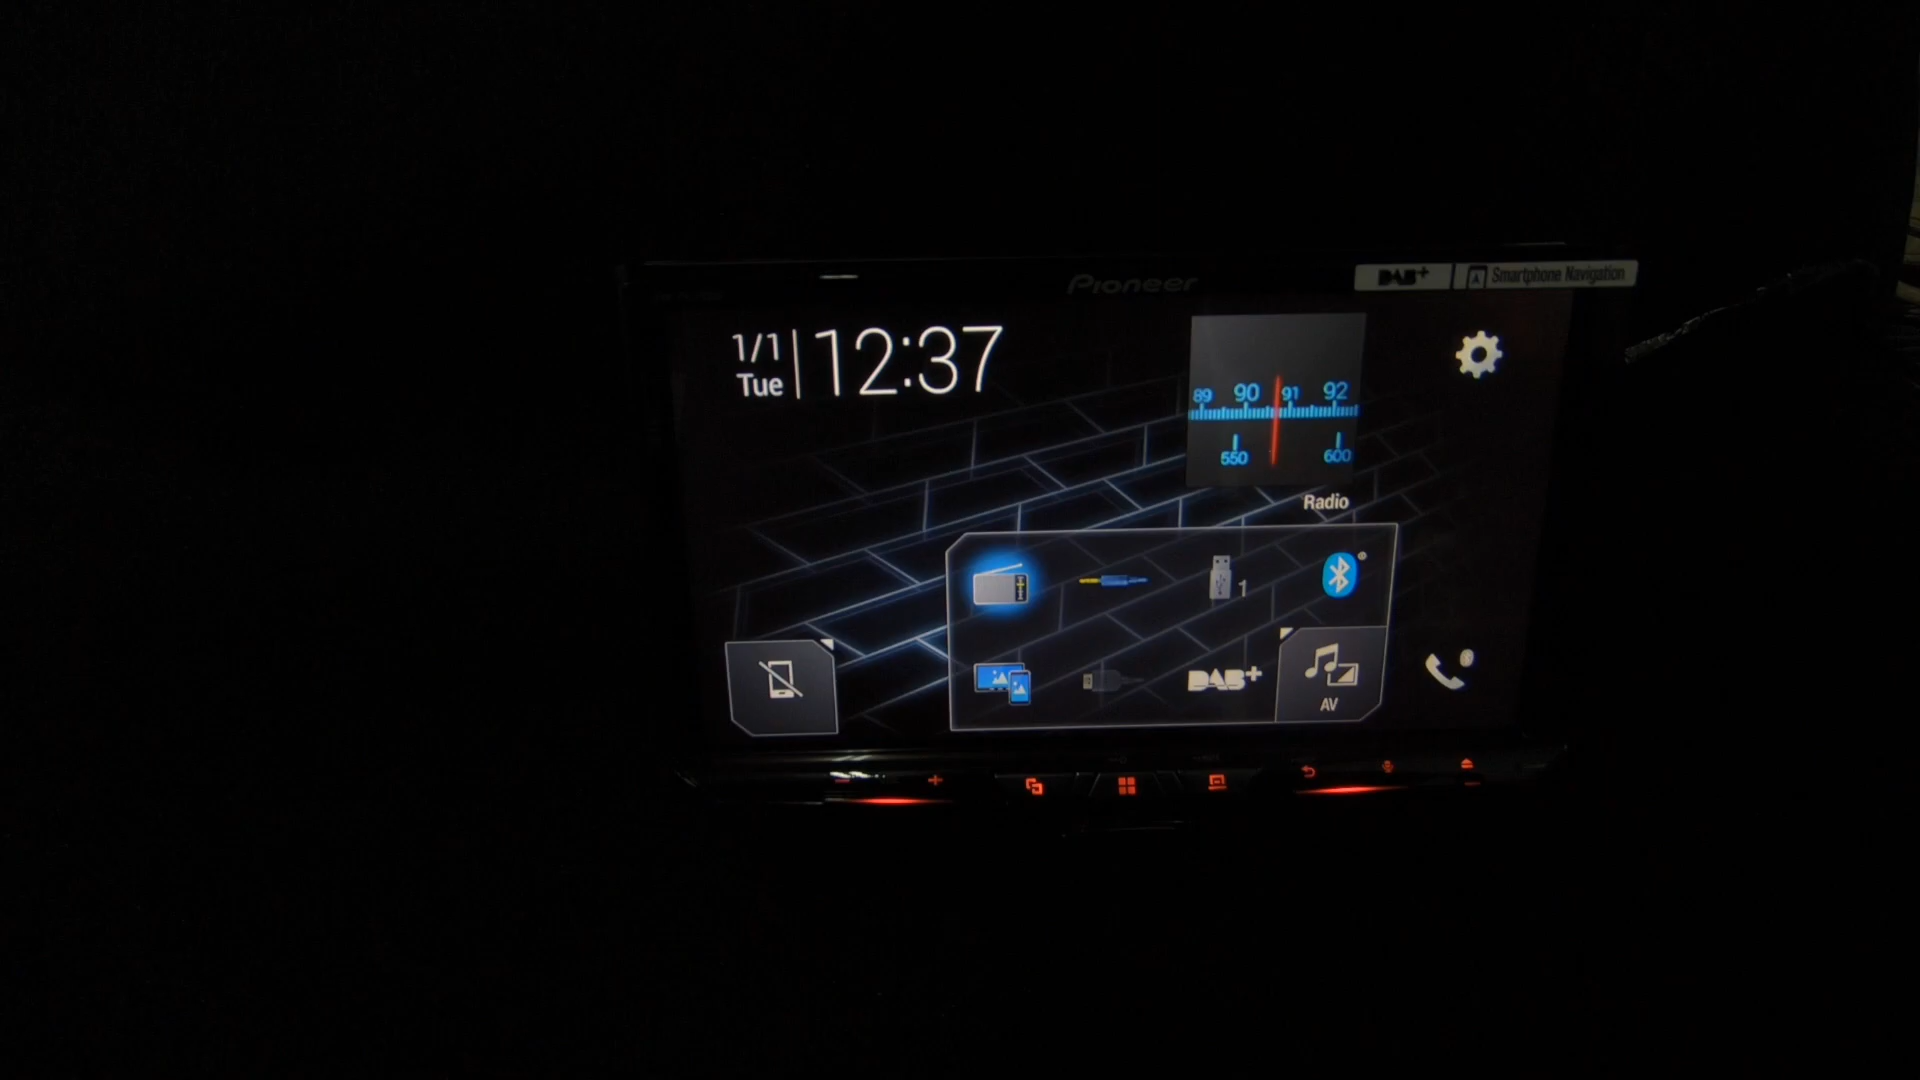 Pioneer
DAB+
Smartphone Navigation
1/1
Tue
12:37
89 90 91 92
550 600
Radio
1
DAB+
AV